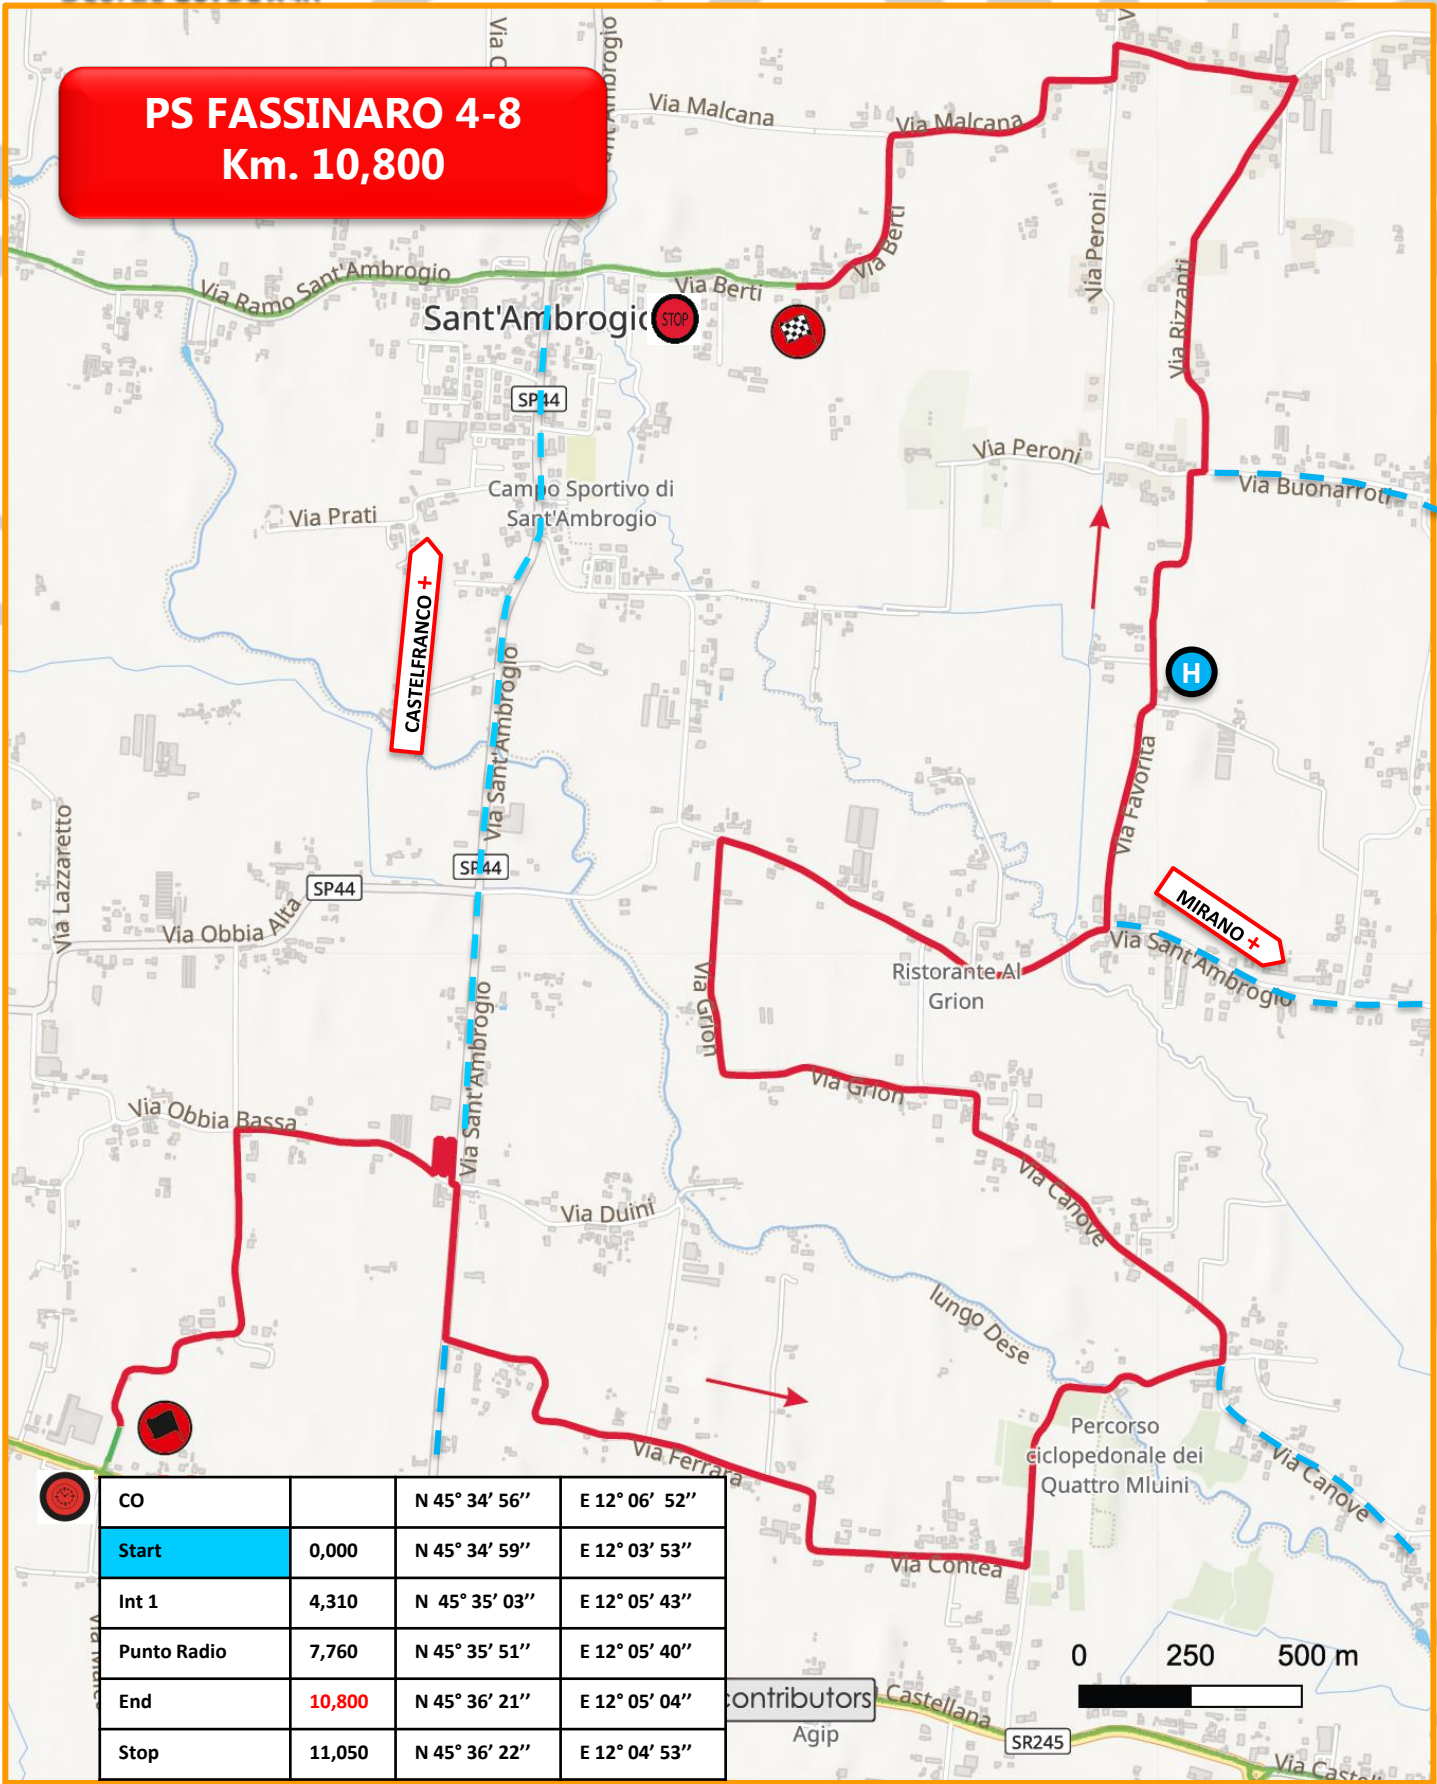 PS FASSINARO 4-8
Km. 10,800
Via Malcana
Via Malcana
Via Berti
Via Peroni
Via Ramo Sant'Ambrogio
Via Berti
Sant'Ambrogio
STOP
Via Rizzanti
SP44
Via Peroni
Via Buonarroti
Campo Sportivo di
Sant'Ambrogio
Via Prati
CASTELFRANCO +
H
Via Sant'Ambrogio
Via Favorita
Via Lazzaretto
SP44
SP44
Via Obbia Alta
MIRANO +
Via Sant'Ambrogio
Ristorante Al
Grion
Via Grion
Via Sant'Ambrogio
Via Grion
Via Obbia Bassa
Via Canove
Via Duini
lungo Dese
Percorso
ciclopedonale dei
Quattro Mluini
Via Ferrara
Via Canove
Via Contea
CO N 45° 34’ 56’’ E 12° 06’ 52’’
Start 0,000 N 45° 34’ 59’’ E 12° 03’ 53’’
Int 1 4,310 N 45° 35’ 03’’ E 12° 05’ 43’’
Punto Radio 7,760 N 45° 35’ 51’’ E 12° 05’ 40’’
End 10,800 N 45° 36’ 21’’ E 12° 05’ 04’’
Stop 11,050 N 45° 36’ 22’’ E 12° 04’ 53’’
0 250 500 m
contributors
Castellana
Agip
SR245